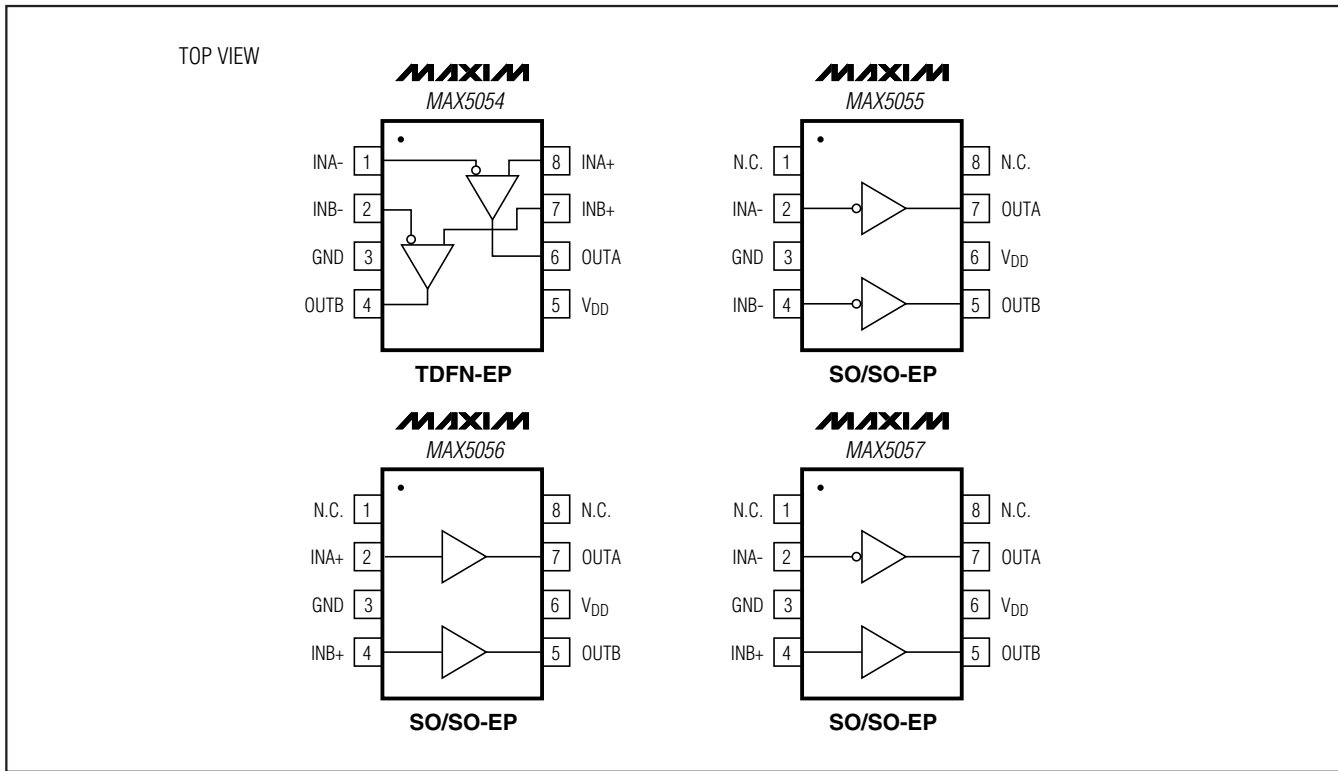 TOP VIEW
MAXIM
MAX5054
INA- 1
INB- 2
GND 3
OUTB 4
8 INA+
7 INB+
6 OUTA
5 VDD
TDFN-EP
MAXIM
MAX5055
N.C. 1
INA- 2
GND 3
INB- 4
8 N.C.
7 OUTA
6 VDD
5 OUTB
SO/SO-EP
MAXIM
MAX5056
N.C. 1
INA+ 2
GND 3
INB+ 4
8 N.C.
7 OUTA
6 VDD
5 OUTB
SO/SO-EP
MAXIM
MAX5057
N.C. 1
INA- 2
GND 3
INB+ 4
8 N.C.
7 OUTA
6 VDD
5 OUTB
SO/SO-EP